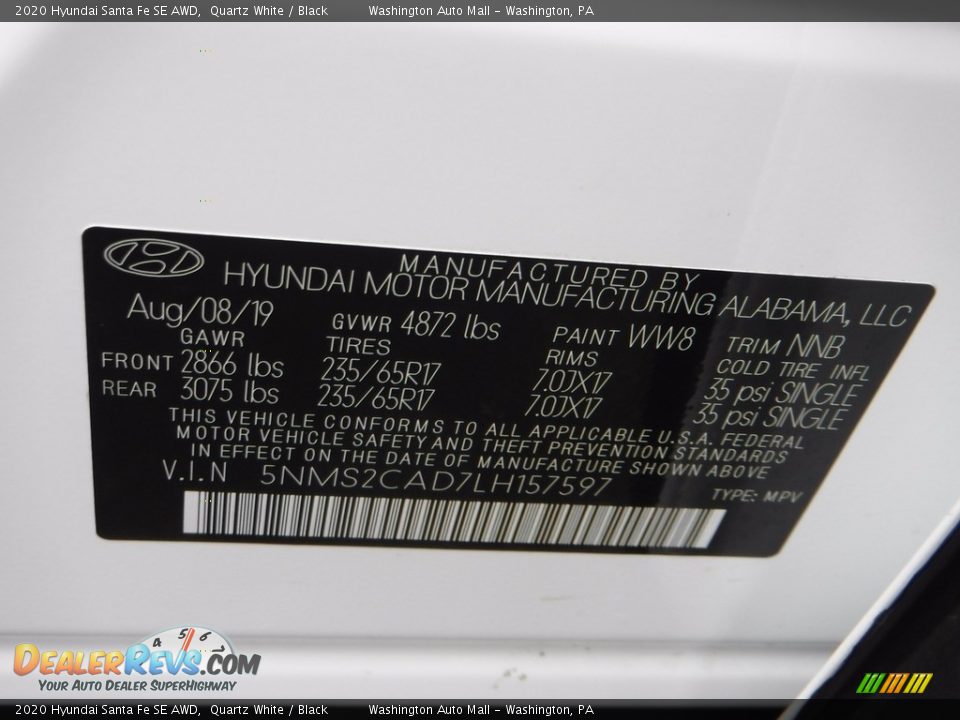 2020 Hyundai Santa Fe SE AWD,  Quartz White / Black          Washington Auto Mall - Washington, PA
MANUFACTURED BY
HYUNDAI MOTOR MANUFACTURING ALABAMA, LLC
Aug/08/19 GVWR 4872 lbs PAINT WW8 TRIM NNB
GAWR TIRES RIMS COLD TIRE INFL
FRONT 2866 lbs 235/65R17 7.0JX17 35 psi SINGLE
REAR 3075 lbs 235/65R17 7.0JX17 35 psi SINGLE
THIS VEHICLE CONFORMS TO ALL APPLICABLE U.S.A. FEDERAL
MOTOR VEHICLE SAFETY AND THEFT PREVENTION STANDARDS
IN EFFECT ON THE DATE OF MANUFACTURE SHOWN ABOVE
V.I.N 5NMS2CAD7LH157597 TYPE: MPV
4 5 6
DEALERREVS.COM
YOUR AUTO DEALER SUPERHIGHWAY
2020 Hyundai Santa Fe SE AWD,  Quartz White / Black          Washington Auto Mall - Washington, PA